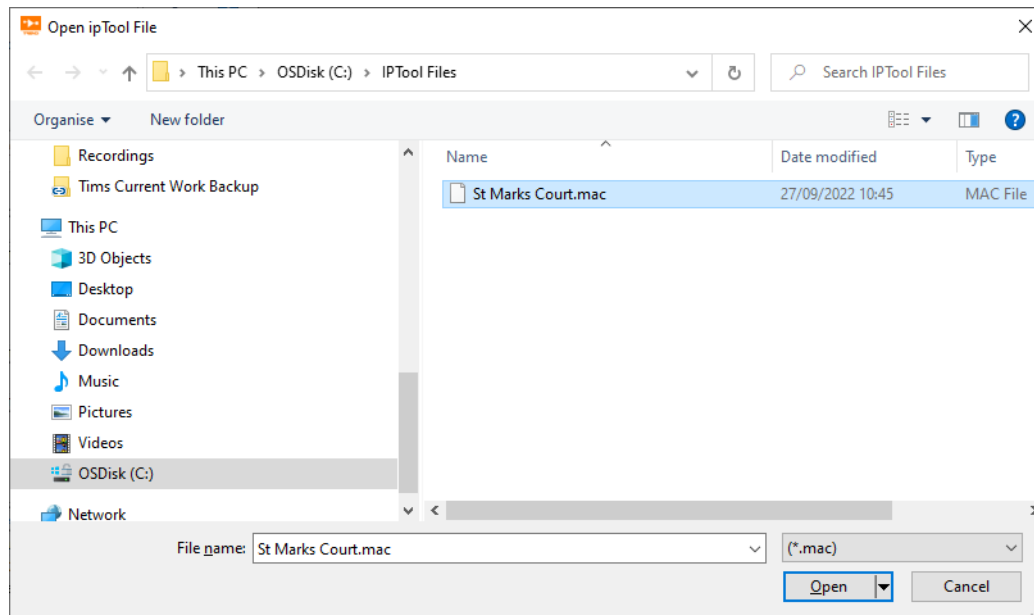 Open ipTool File
This PC > OSDisk (C:) > IPTool Files
Search IPTool Files
Organise
New folder
Name
Date modified
Type
Recordings
Tims Current Work Backup
This PC
3D Objects
Desktop
Documents
Downloads
Music
Pictures
Videos
OSDisk (C:)
Network
St Marks Court.mac
27/09/2022 10:45
MAC File
File name:
St Marks Court.mac
(*.mac)
Open
Cancel